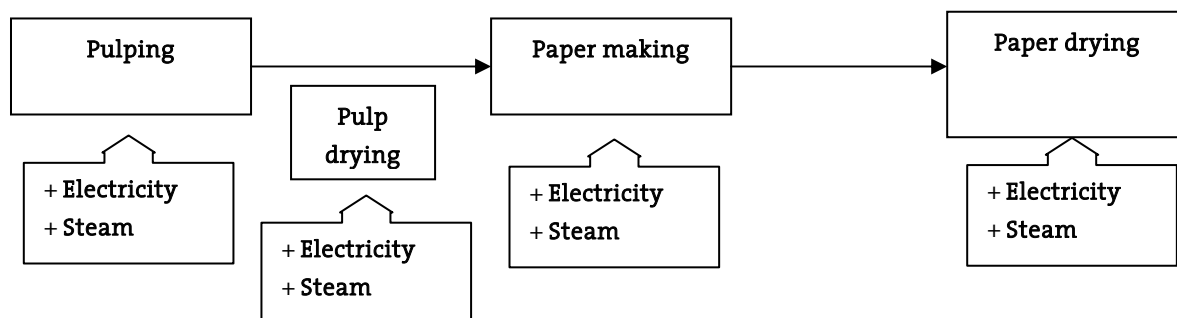 Pulping
Paper making
Paper drying
Pulp
drying
+ Electricity
+ Steam
+ Electricity
+ Steam
+ Electricity
+ Steam
+ Electricity
+ Steam